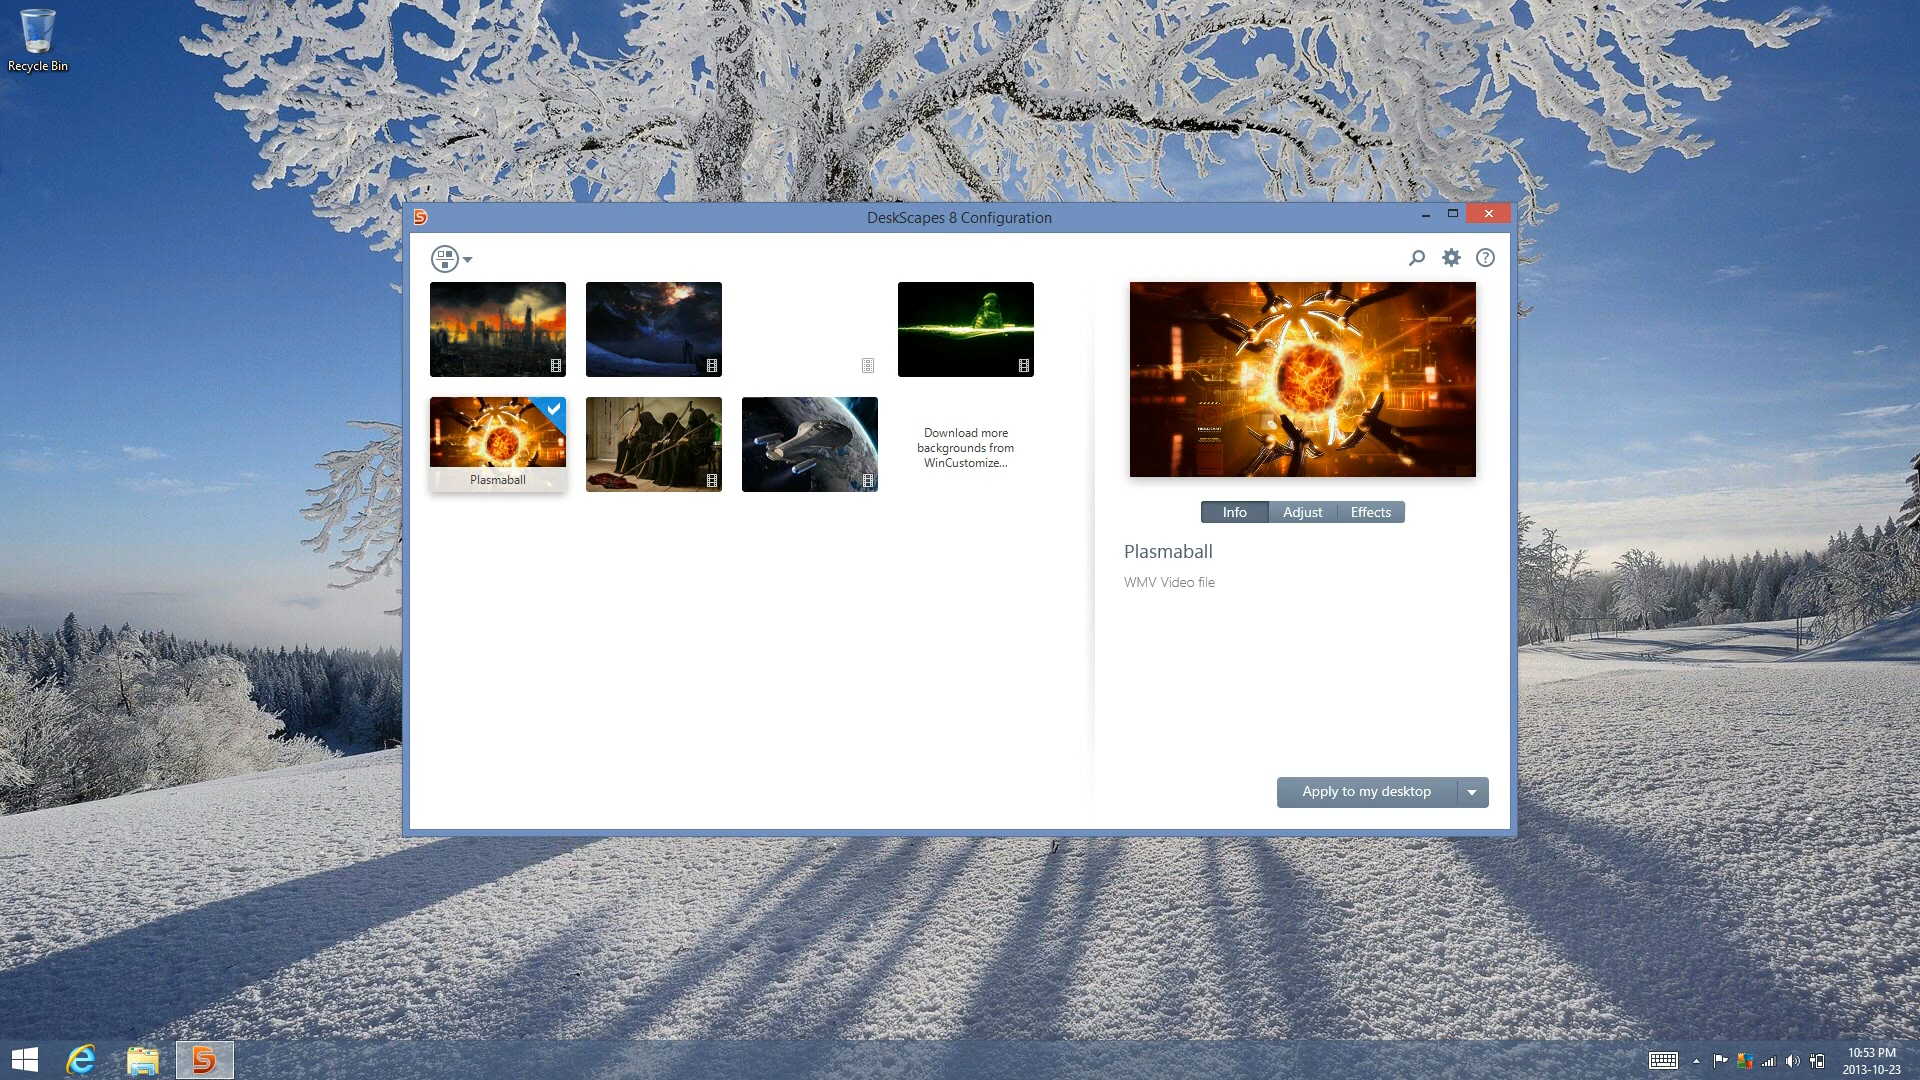 Recycle Bin
DeskScapes 8 Configuration
Plasmaball
Download more
backgrounds from
WinCustomize...
Info
Adjust
Effects
Plasmaball
WMV Video file
Apply to my desktop
10:53 PM
2013-10-23